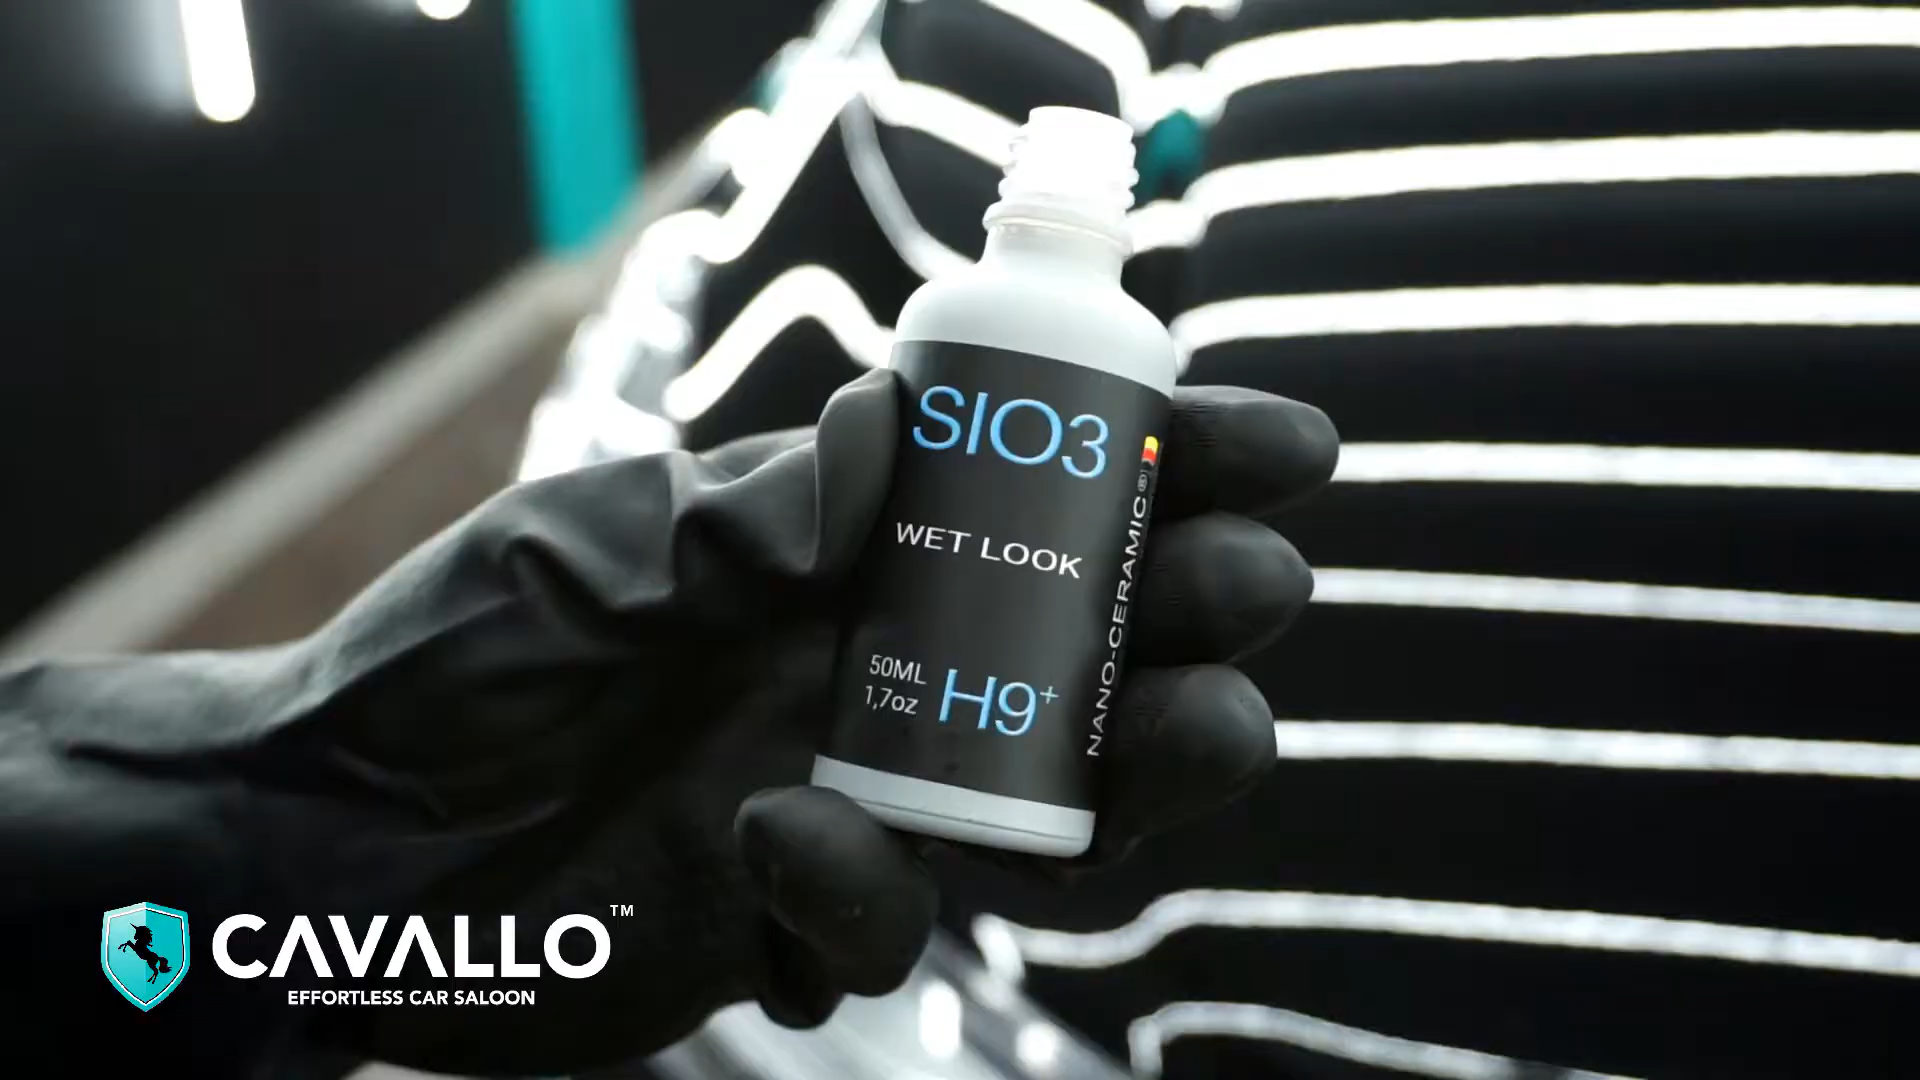 SIO3
WET LOOK
50ML
1,7oz
H9+
NANO-CERAMIC®
CAVALLO™
EFFORTLESS CAR SALOON